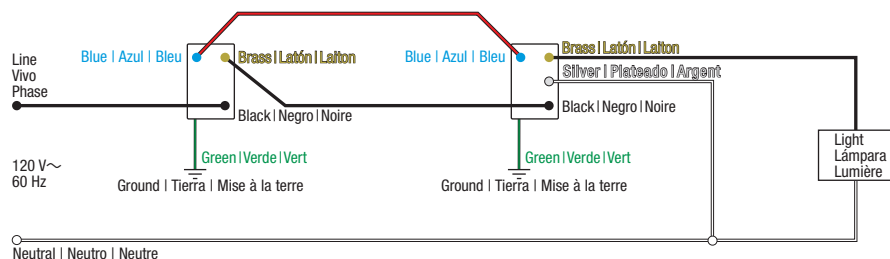 Line
Vivo
Phase
Blue | Azul | Bleu
Brass | Latón | Laiton
Black | Negro | Noire
Green | Verde | Vert
Ground | Tierra | Mise à la terre
Blue | Azul | Bleu
Brass | Latón | Laiton
Silver | Plateado | Argent
Black | Negro | Noire
Green | Verde | Vert
Ground | Tierra | Mise à la terre
Light
Lámpara
Lumière
120 V~
60 Hz
Neutral | Neutro | Neutre